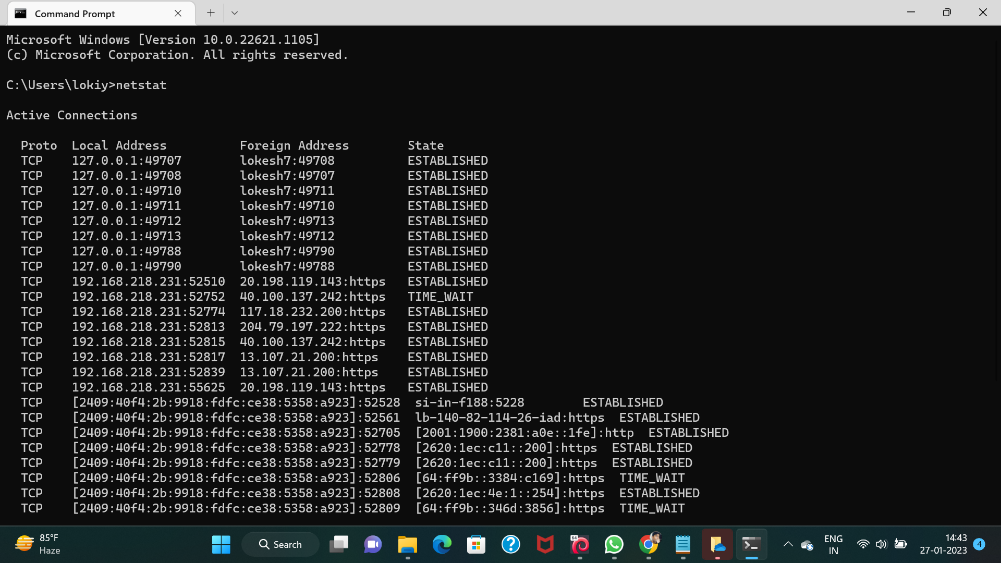 Command Prompt
Microsoft Windows [Version 10.0.22621.1105]
(c) Microsoft Corporation. All rights reserved.
C:\Users\lokiy>netstat
Active Connections
Proto  Local Address          Foreign Address        State
TCP    127.0.0.1:49707        lokesh7:49708          ESTABLISHED
TCP    127.0.0.1:49708        lokesh7:49707          ESTABLISHED
TCP    127.0.0.1:49710        lokesh7:49711          ESTABLISHED
TCP    127.0.0.1:49711        lokesh7:49710          ESTABLISHED
TCP    127.0.0.1:49712        lokesh7:49713          ESTABLISHED
TCP    127.0.0.1:49713        lokesh7:49712          ESTABLISHED
TCP    127.0.0.1:49788        lokesh7:49790          ESTABLISHED
TCP    127.0.0.1:49790        lokesh7:49788          ESTABLISHED
TCP    192.168.218.231:52510  20.198.119.143:https   ESTABLISHED
TCP    192.168.218.231:52752  40.100.137.242:https   TIME_WAIT
TCP    192.168.218.231:52774  117.18.232.200:https   ESTABLISHED
TCP    192.168.218.231:52813  204.79.197.222:https   ESTABLISHED
TCP    192.168.218.231:52815  40.100.137.242:https   ESTABLISHED
TCP    192.168.218.231:52817  13.107.21.200:https    ESTABLISHED
TCP    192.168.218.231:52839  13.107.21.200:https    ESTABLISHED
TCP    192.168.218.231:55625  20.198.119.143:https   ESTABLISHED
TCP    [2409:40f4:2b:9918:fdfc:ce38:5358:a923]:52528  si-in-f188:5228        ESTABLISHED
TCP    [2409:40f4:2b:9918:fdfc:ce38:5358:a923]:52561  lb-140-82-114-26-iad:https  ESTABLISHED
TCP    [2409:40f4:2b:9918:fdfc:ce38:5358:a923]:52705  [2001:1900:2381:a0e::1fe]:http  ESTABLISHED
TCP    [2409:40f4:2b:9918:fdfc:ce38:5358:a923]:52778  [2620:1ec:c11::200]:https  ESTABLISHED
TCP    [2409:40f4:2b:9918:fdfc:ce38:5358:a923]:52779  [2620:1ec:c11::200]:https  ESTABLISHED
TCP    [2409:40f4:2b:9918:fdfc:ce38:5358:a923]:52806  [64:ff9b::3384:c169]:https  TIME_WAIT
TCP    [2409:40f4:2b:9918:fdfc:ce38:5358:a923]:52808  [2620:1ec:4e:1::254]:https  ESTABLISHED
TCP    [2409:40f4:2b:9918:fdfc:ce38:5358:a923]:52809  [64:ff9b::346d:3856]:https  TIME_WAIT
85°F
Haze
Search
ENG
IN
14:43
27-01-2023
4